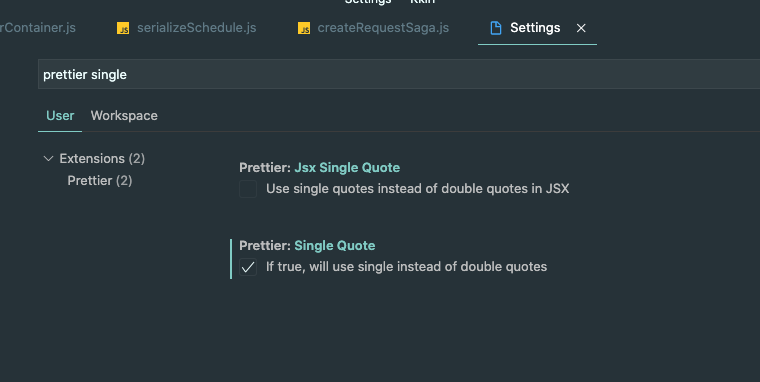 Settings
rContainer.js
JS serializeSchedule.js
JS createRequestSaga.js
Settings
prettier single
User Workspace
Extensions (2)
Prettier (2)
Prettier: Jsx Single Quote
Use single quotes instead of double quotes in JSX
Prettier: Single Quote
If true, will use single instead of double quotes